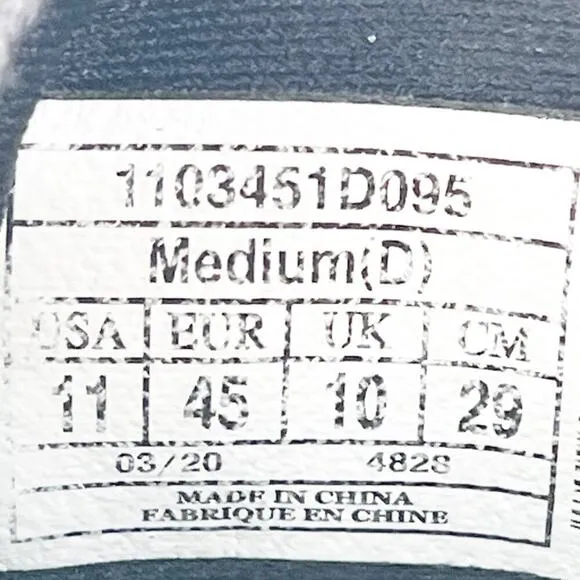 1103451D095
Medium(D)
USA EUR UK CM
11 45 10 29
03/20 4828
MADE IN CHINA
FABRIQUE EN CHINE